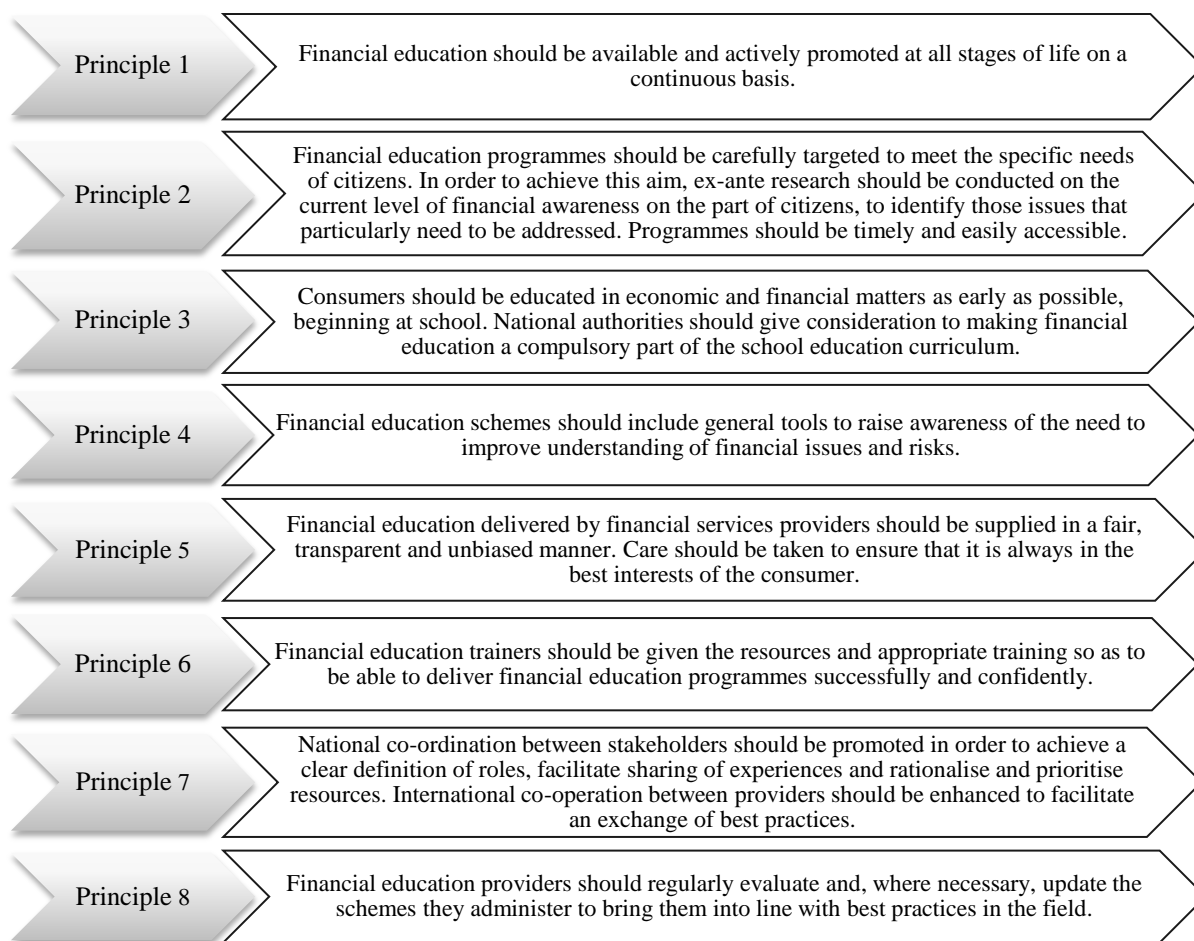 Principle 1
Financial education should be available and actively promoted at all stages of life on a
continuous basis.
Principle 2
Financial education programmes should be carefully targeted to meet the specific needs
of citizens. In order to achieve this aim, ex-ante research should be conducted on the
current level of financial awareness on the part of citizens, to identify those issues that
particularly need to be addressed. Programmes should be timely and easily accessible.
Principle 3
Consumers should be educated in economic and financial matters as early as possible,
beginning at school. National authorities should give consideration to making financial
education a compulsory part of the school education curriculum.
Principle 4
Financial education schemes should include general tools to raise awareness of the need to
improve understanding of financial issues and risks.
Principle 5
Financial education delivered by financial services providers should be supplied in a fair,
transparent and unbiased manner. Care should be taken to ensure that it is always in the
best interests of the consumer.
Principle 6
Financial education trainers should be given the resources and appropriate training so as to
be able to deliver financial education programmes successfully and confidently.
Principle 7
National co-ordination between stakeholders should be promoted in order to achieve a
clear definition of roles, facilitate sharing of experiences and rationalise and prioritise
resources. International co-operation between providers should be enhanced to facilitate
an exchange of best practices.
Principle 8
Financial education providers should regularly evaluate and, where necessary, update the
schemes they administer to bring them into line with best practices in the field.